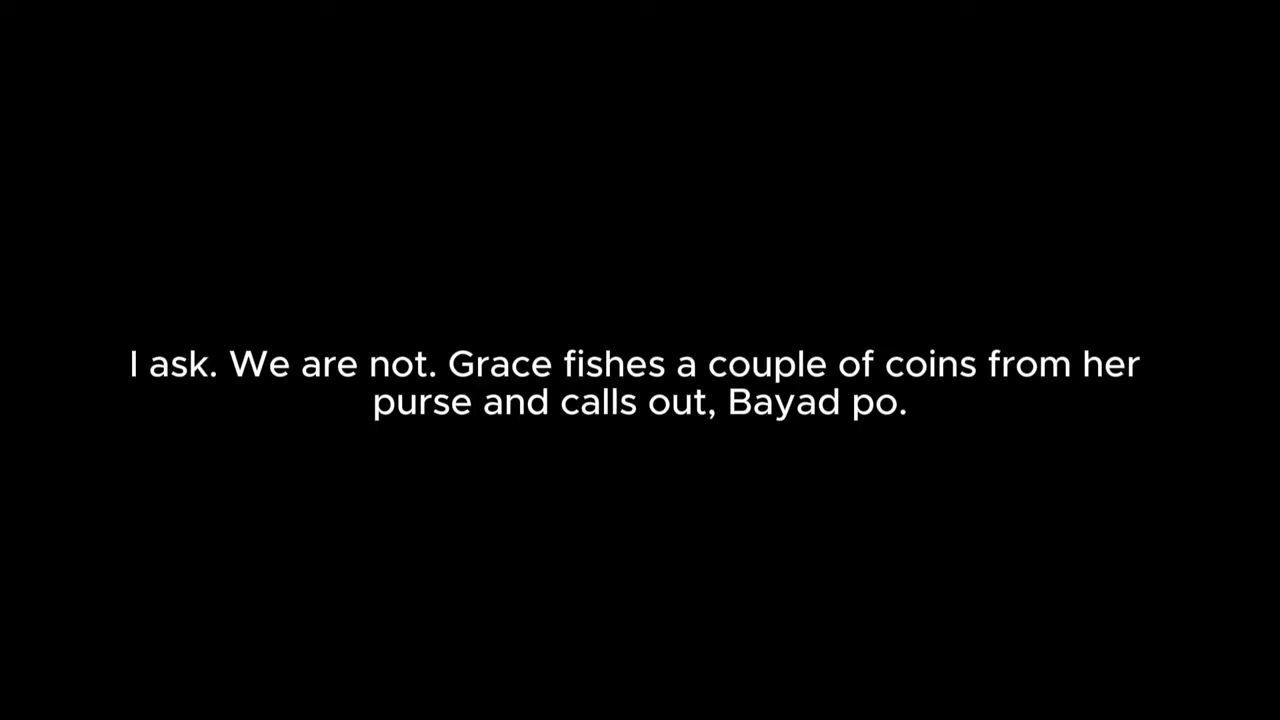 I ask. We are not. Grace fishes a couple of coins from her
purse and calls out, Bayad po.